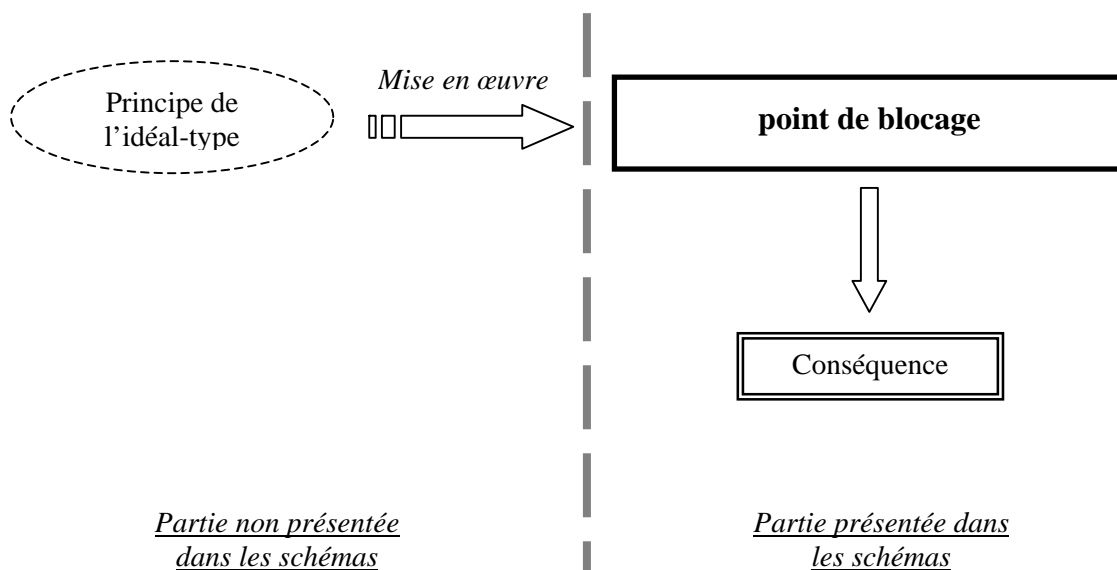 Principe de
l'idéal-type
Mise en œuvre
point de blocage
Conséquence
Partie non présentée
dans les schémas
Partie présentée dans
les schémas